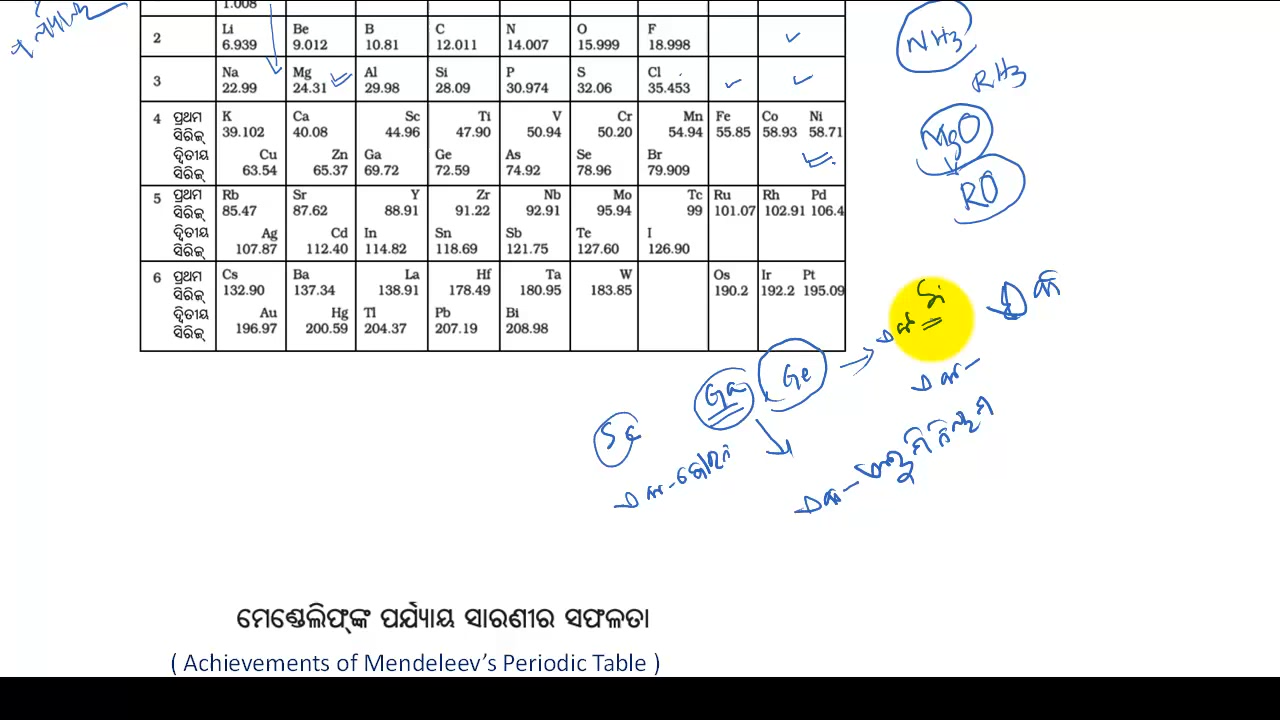 1.008
2 Li Be B C N O F
6.939 9.012 10.81 12.011 14.007 15.999 18.998
3 Na Mg Al Si P S Cl
22.99 24.31 29.98 28.09 30.974 32.06 35.453
4 ପ୍ରଥମ K Ca Sc Ti V Cr Mn Fe Co Ni
ସିରିଜ୍ 39.102 40.08 44.96 47.90 50.94 50.20 54.94 55.85 58.93 58.71
ଦ୍ୱିତୀୟ Cu Zn Ga Ge As Se Br
ସିରିଜ୍ 63.54 65.37 69.72 72.59 74.92 78.96 79.909
5 ପ୍ରଥମ Rb Sr Y Zr Nb Mo Tc Ru Rh Pd
ସିରିଜ୍ 85.47 87.62 88.91 91.22 92.91 95.94 99 101.07 102.91 106.4
ଦ୍ୱିତୀୟ Ag Cd In Sn Sb Te I
ସିରିଜ୍ 107.87 112.40 114.82 118.69 121.75 127.60 126.90
6 ପ୍ରଥମ Cs Ba La Hf Ta W Os Ir Pt
ସିରିଜ୍ 132.90 137.34 138.91 178.49 180.95 183.85 190.2 192.2 195.09
ଦ୍ୱିତୀୟ Au Hg Tl Pb Bi
ସିରିଜ୍ 196.97 200.59 204.37 207.19 208.98
NH3
RH3
MgO
RO
Si
Ga Ge
Sc
ମେଣ୍ଡେଲିଫ୍‌ଙ୍କ ପର୍ଯ୍ୟାୟ ସାରଣୀର ସଫଳତା
( Achievements of Mendeleev's Periodic Table )